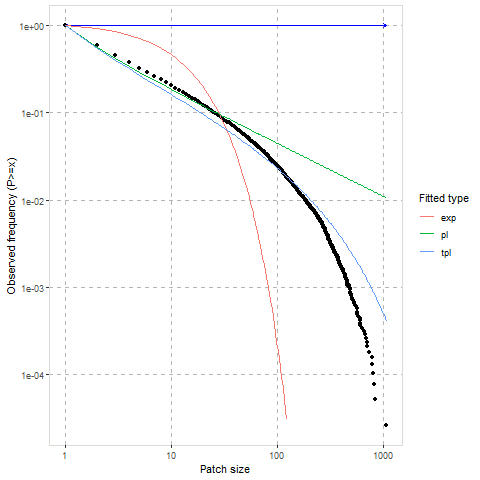 1e+00
1e-01
1e-02
1e-03
1e-04
Observed frequency (P>=x)
1
10
100
1000
Patch size
Fitted type
exp
pl
tpl